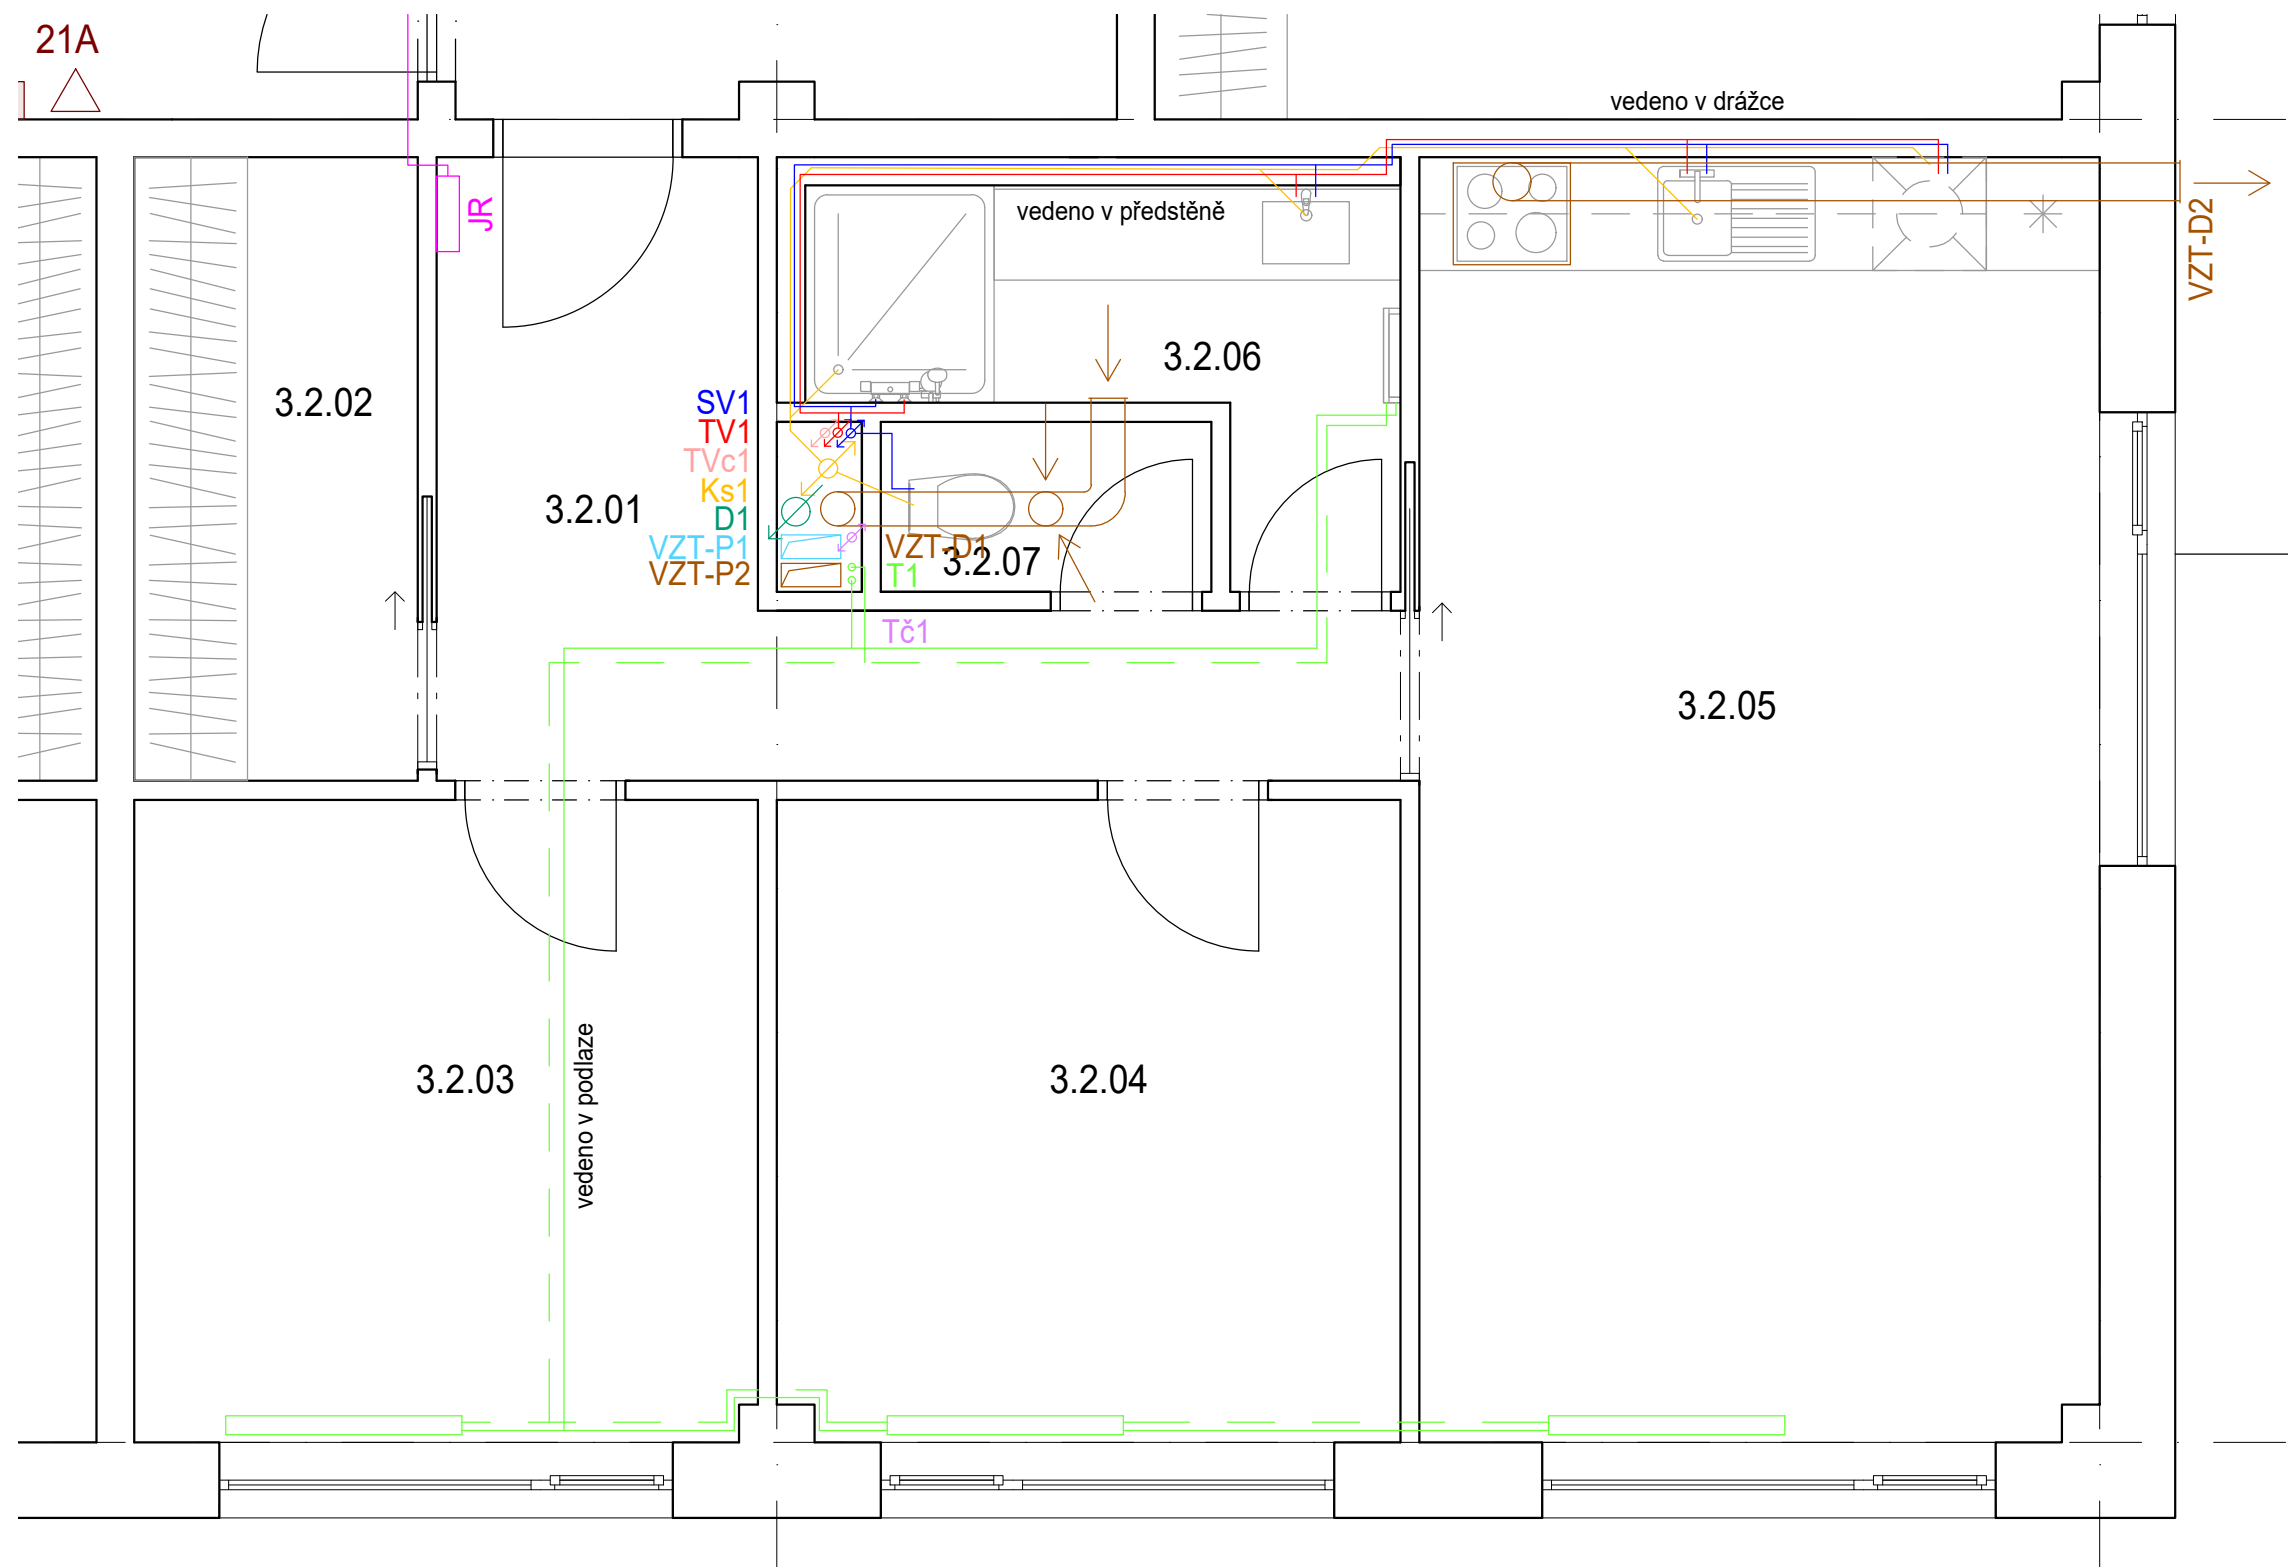 21A
vedeno v drážce
JR
vedeno v předstěně
VZT-D2
3.2.06
3.2.02
SV1
TV1
TVc1
Ks1
3.2.01
D1
VZT-P1
VZT-D1
3.2.07
VZT-P2
T1
Tč1
3.2.05
3.2.03
vedeno v podlaze
3.2.04